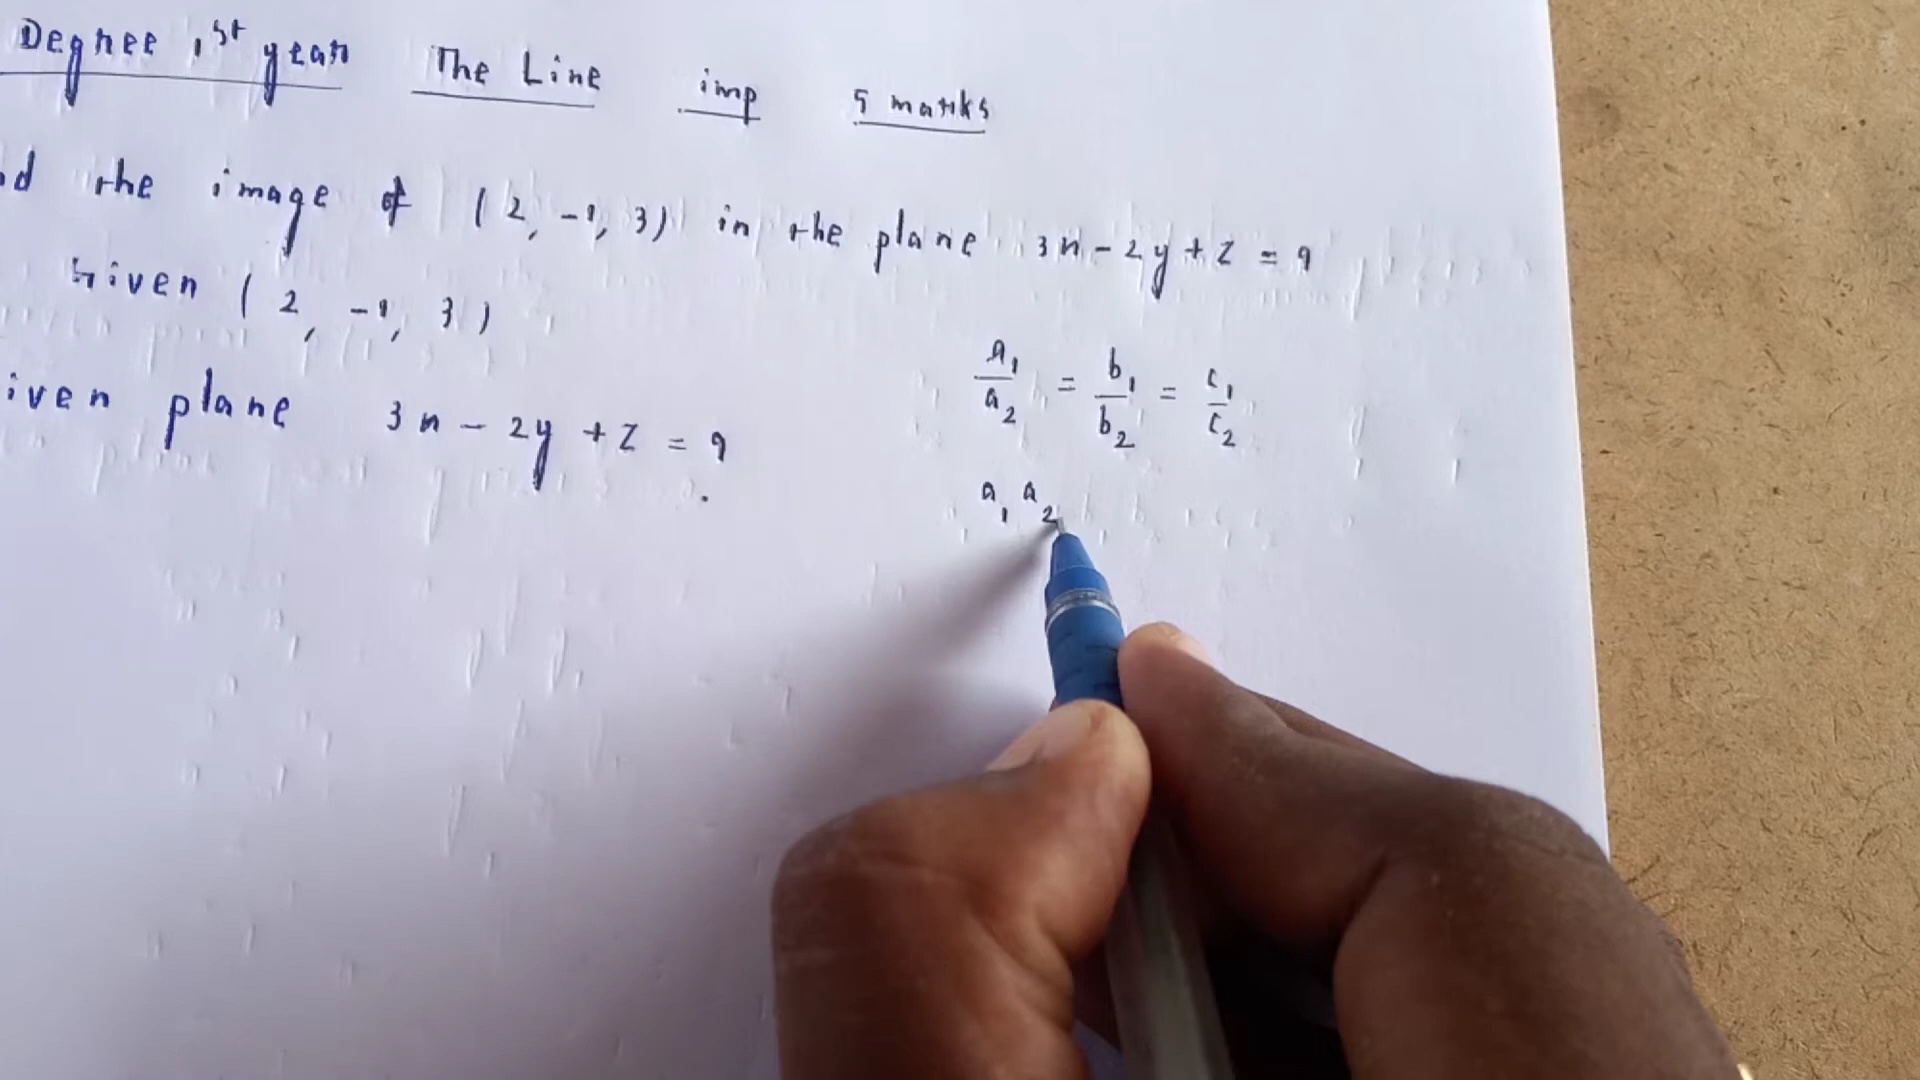 Degree 1st year The Line imp 5 marks
the image of (2, -1, 3) in the plane 3x - 2y + z = 9
Given (2, -1, 3)
iven plane 3x - 2y + z = 9
a1/a2 = b1/b2 = c1/c2
a1 a2